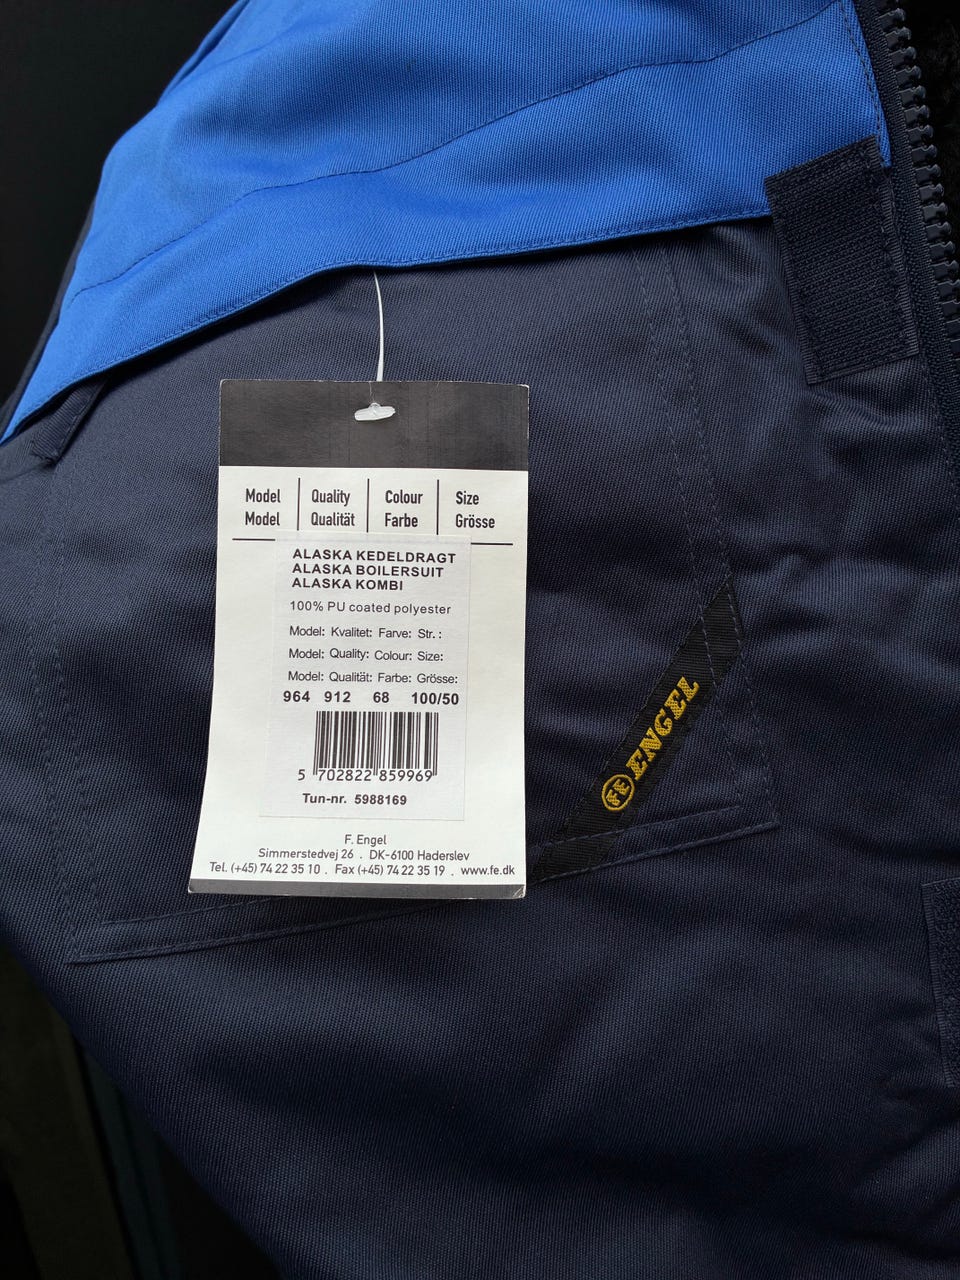 Model Quality Colour Size
Model Qualität Farbe Grösse
ALASKA KEDELDRAGT
ALASKA BOILERSUIT
ALASKA KOMBI
100% PU coated polyester
Model: Kvalitet: Farve: Str. :
Model: Quality: Colour: Size:
Model: Qualität: Farbe: Grösse:
964 912 68 100/50
5 702822 859969
Tun-nr. 5988169
F. Engel
Simmerstedvej 26 . DK-6100 Haderslev
Tel. (+45) 74 22 35 10 . Fax (+45) 74 22 35 19 . www.fe.dk
FE ENGEL